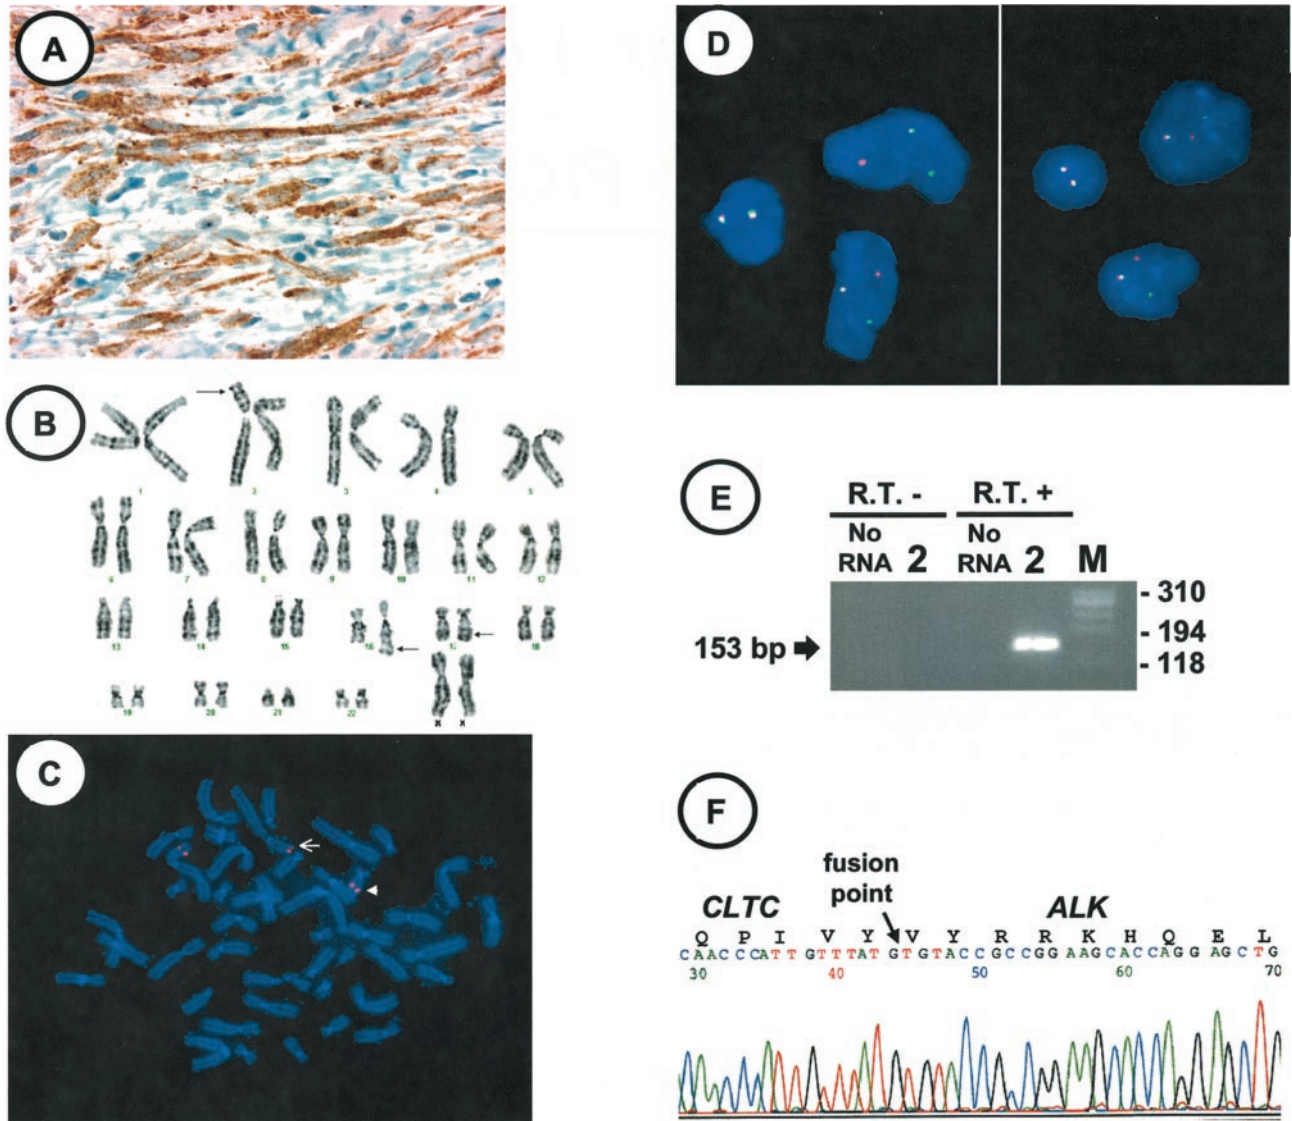 A
B
1 2 3 4 5
6 7 8 9 10 11 12
13 14 15 16 18
19 20 21 22 X X
C
D
E
R.T. - R.T. +
No RNA 2 No RNA 2 M
- 310
- 194
153 bp
- 118
F
fusion point
CLTC ALK
Q P I V Y V Y R R K H Q E L
CAACCCATTGTTTATGTGTACCGCCGGAAGCACCAGGAGCTG
30 40 50 60 70